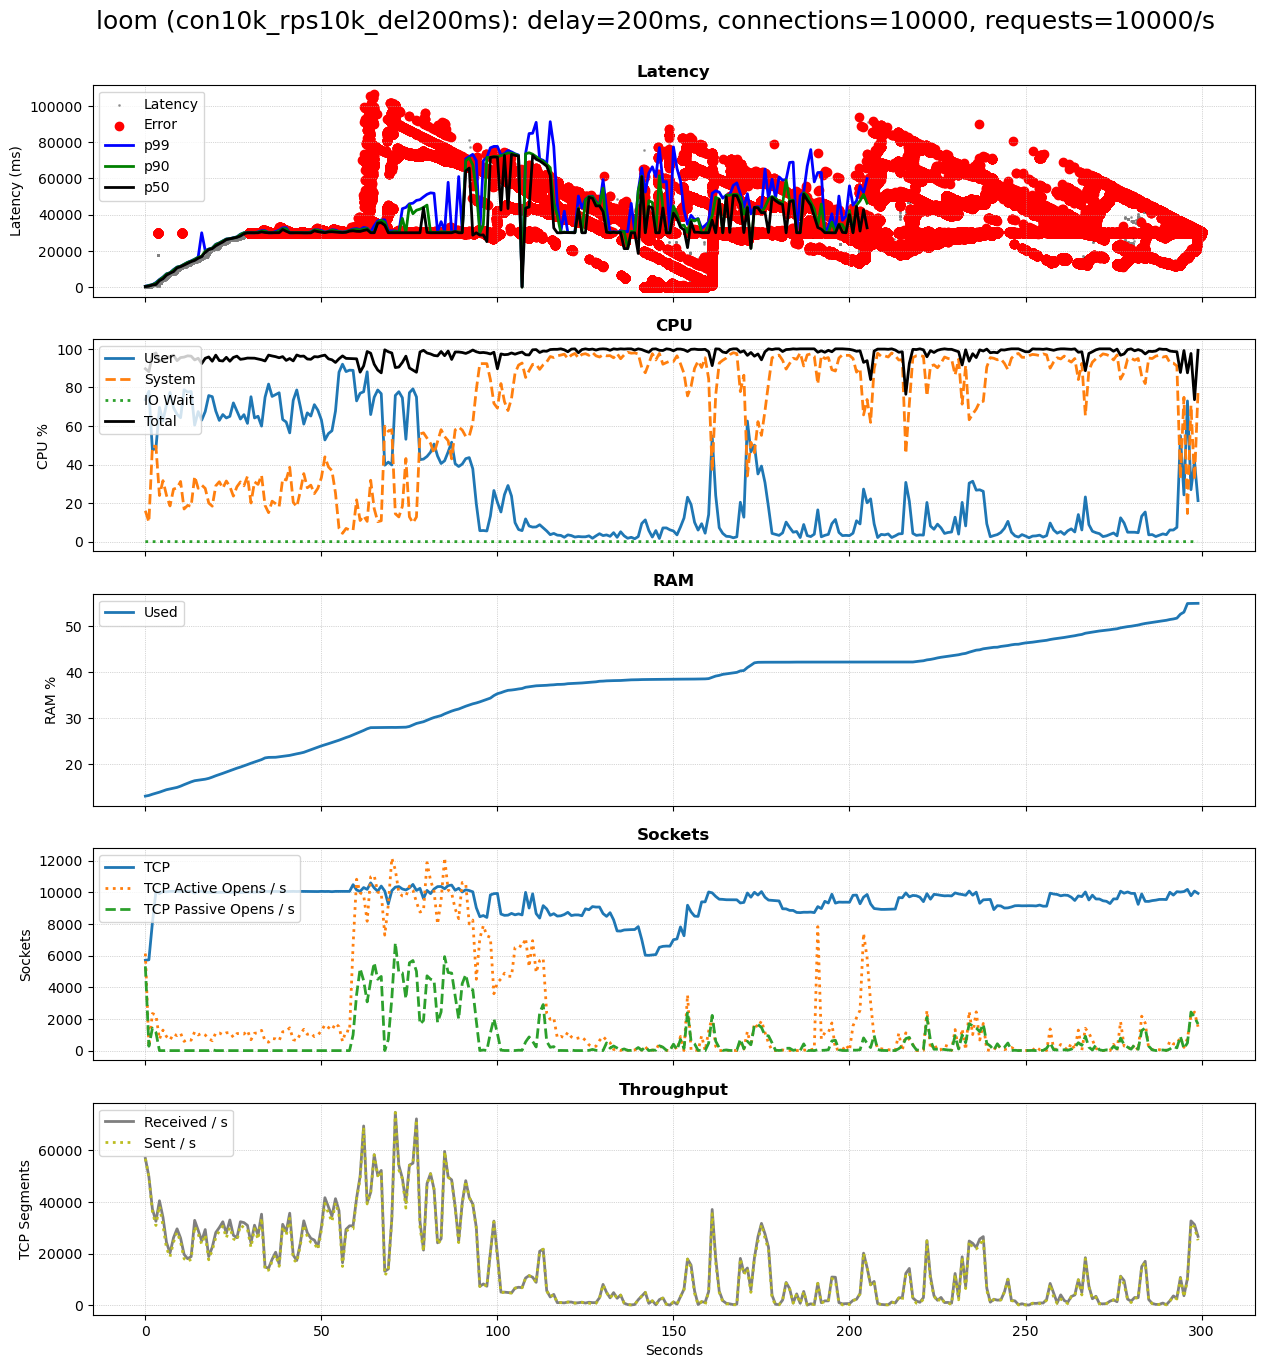 loom (con10k_rps10k_del200ms): delay=200ms, connections=10000, requests=10000/s
Latency
Latency (ms)
100000
80000
60000
40000
20000
0
Latency
Error
p99
p90
p50
CPU
CPU %
100
80
60
40
20
0
User
System
IO Wait
Total
RAM
RAM %
50
40
30
20
Used
Sockets
Sockets
12000
10000
8000
6000
4000
2000
0
TCP
TCP Active Opens / s
TCP Passive Opens / s
Throughput
TCP Segments
60000
40000
20000
0
Received / s
Sent / s
0 50 100 150 200 250 300
Seconds